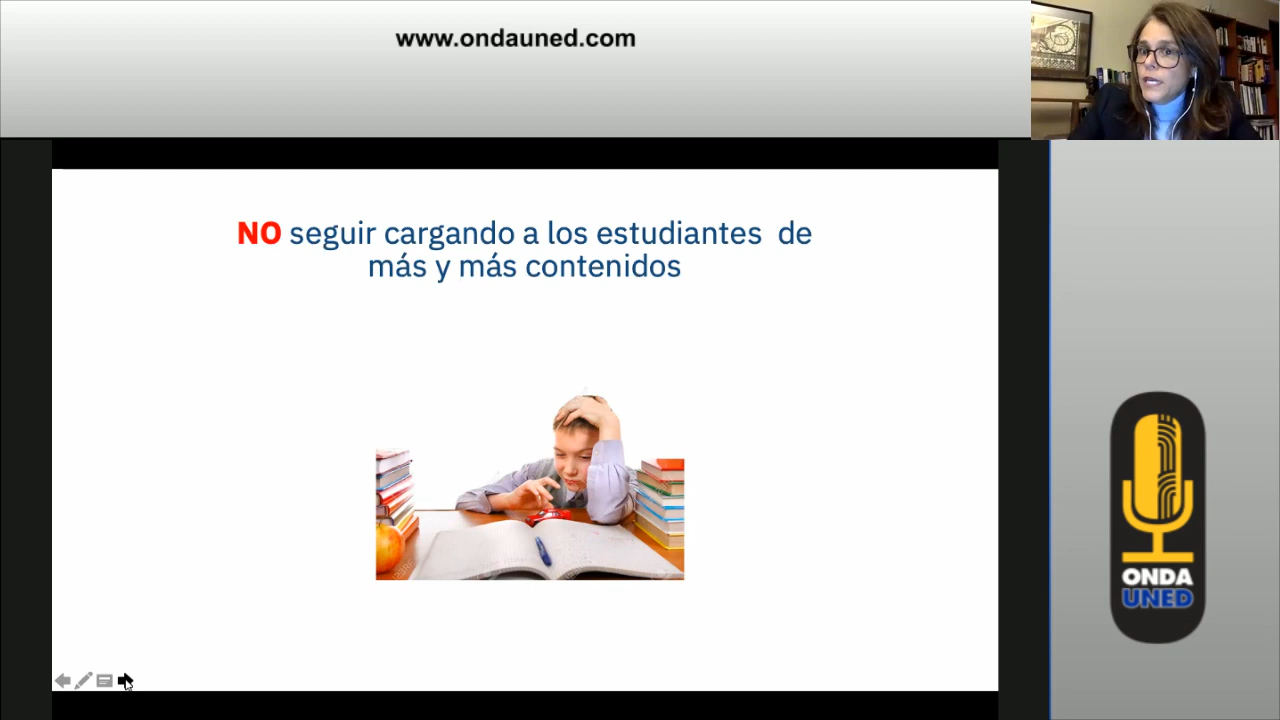 www.ondauned.com
NO seguir cargando a los estudiantes de
más y más contenidos
ONDA
UNED